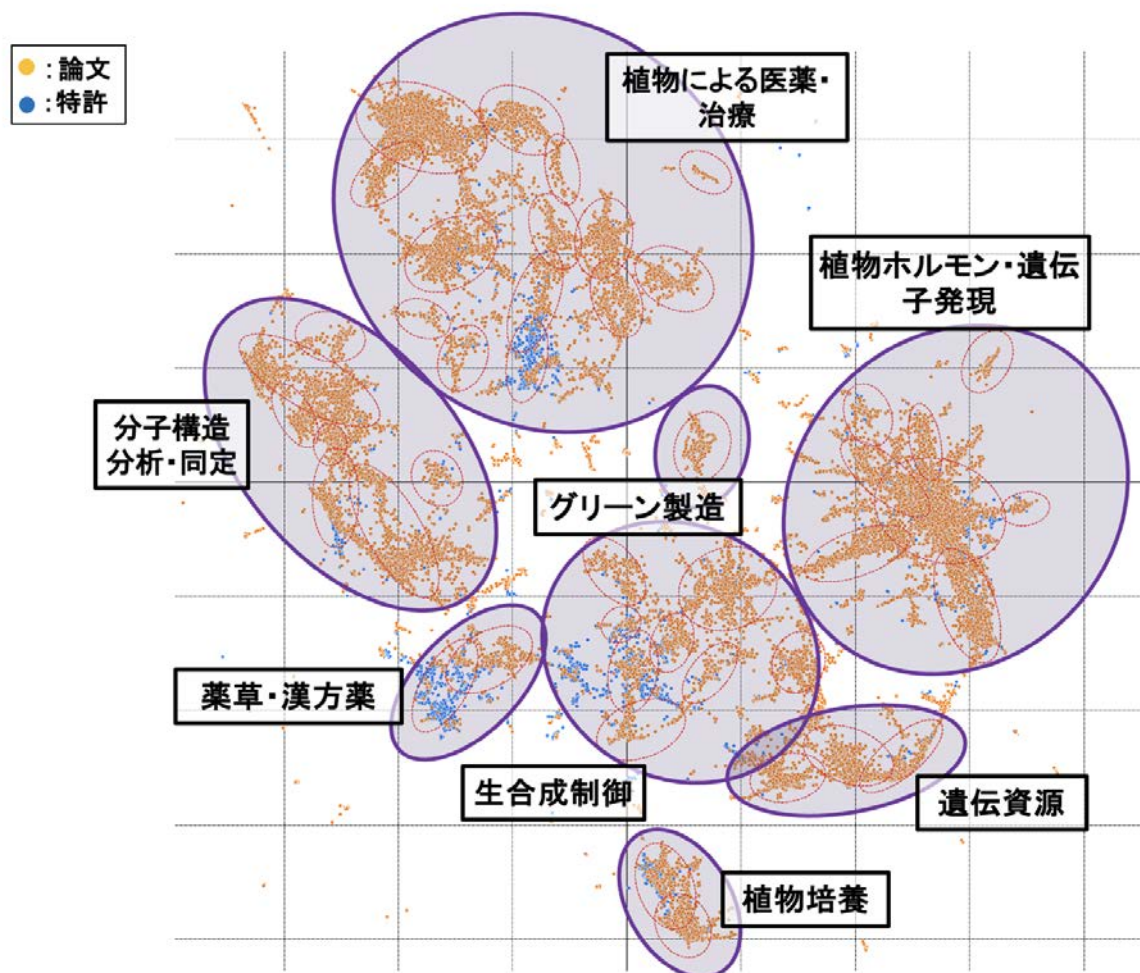 ：論文
：特許
植物による医薬・
治療
植物ホルモン・遺伝
子発現
分子構造
分析・同定
グリーン製造
薬草・漢方薬
生合成制御
遺伝資源
植物培養